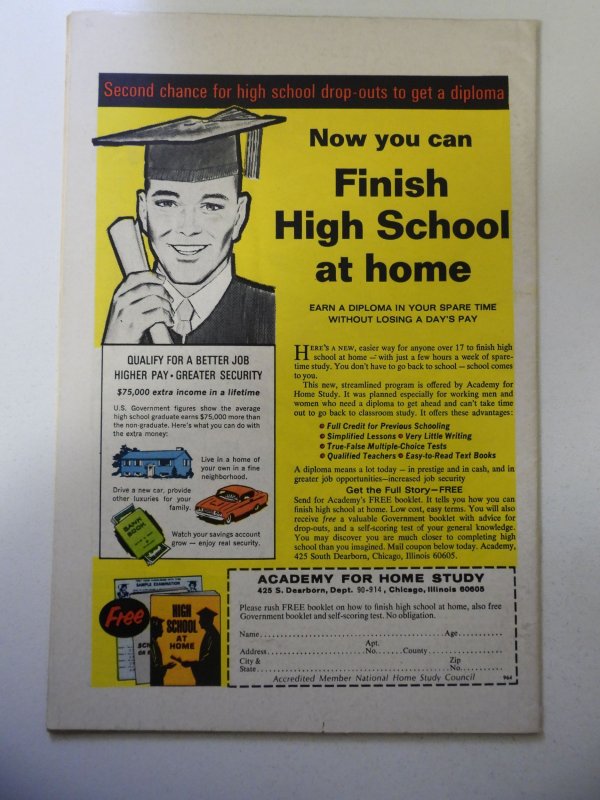 Second chance for high school drop-outs to get a diploma
Now you can
Finish
High School
at home
EARN A DIPLOMA IN YOUR SPARE TIME
WITHOUT LOSING A DAY'S PAY
QUALIFY FOR A BETTER JOB
HIGHER PAY • GREATER SECURITY
$75,000 extra income in a lifetime
U.S. Government figures show the average
high school graduate earns $75,000 more than
the non-graduate. Here's what you can do with
the extra money:
Live in a home of
your own in a fine
neighborhood.
Drive a new car, provide
other luxuries for your
family.
BANK
BOOK
Watch your savings account
grow — enjoy real security.
HERE'S A NEW, easier way for anyone over 17 to finish high
school at home — with just a few hours a week of spare-
time study. You don't have to go back to school — school comes
to you.
This new, streamlined program is offered by Academy for
Home Study. It was planned especially for working men and
women who need a diploma to get ahead and can't take time
out to go back to classroom study. It offers these advantages:
• Full Credit for Previous Schooling
• Simplified Lessons • Very Little Writing
• True-False Multiple-Choice Tests
• Qualified Teachers • Easy-to-Read Text Books
A diploma means a lot today — in prestige and in cash, and in
greater job opportunities—increased job security
Get the Full Story—FREE
Send for Academy's FREE booklet. It tells you how you can
finish high school at home. Low cost, easy terms. You will also
receive free a valuable Government booklet with advice for
drop-outs, and a self-scoring test of your general knowledge.
You may discover you are much closer to completing high
school than you imagined. Mail coupon below today. Academy,
425 South Dearborn, Chicago, Illinois 60605.
Free
SAMPLE EXAMINATION
HIGH
SCHOOL
AT
HOME
ACADEMY FOR HOME STUDY
425 S. Dearborn, Dept. 90-914, Chicago, Illinois 60605
Please rush FREE booklet on how to finish high school at home, also free
Government booklet and self-scoring test. No obligation.
Name Age
Address Apt. No. County
City & State Zip No.
Accredited Member National Home Study Council 964